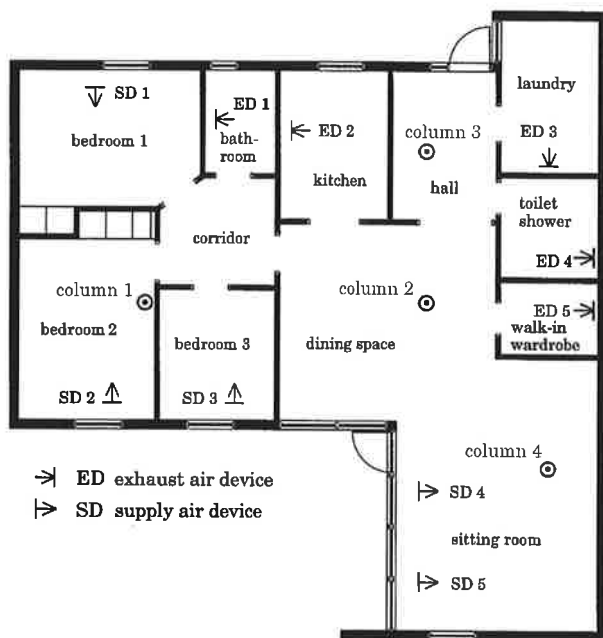 laundry
SD 1
ED 1
bedroom 1
bath-
room
ED 2
column 3
ED 3
kitchen
hall
toilet
shower
corridor
ED 4
column 1
column 2
ED 5
bedroom 2
bedroom 3
dining space
walk-in
wardrobe
SD 2
SD 3
column 4
ED exhaust air device
SD supply air device
SD 4
sitting room
SD 5